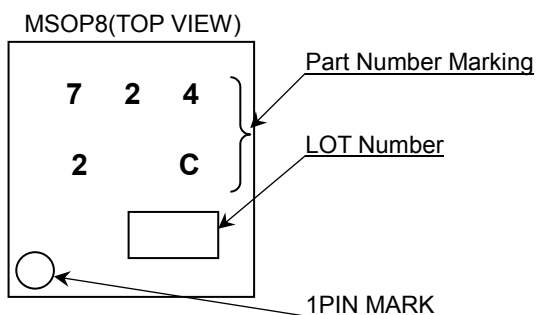 MSOP8(TOP VIEW)
Part Number Marking
7 2 4
LOT Number
2 C
1PIN MARK